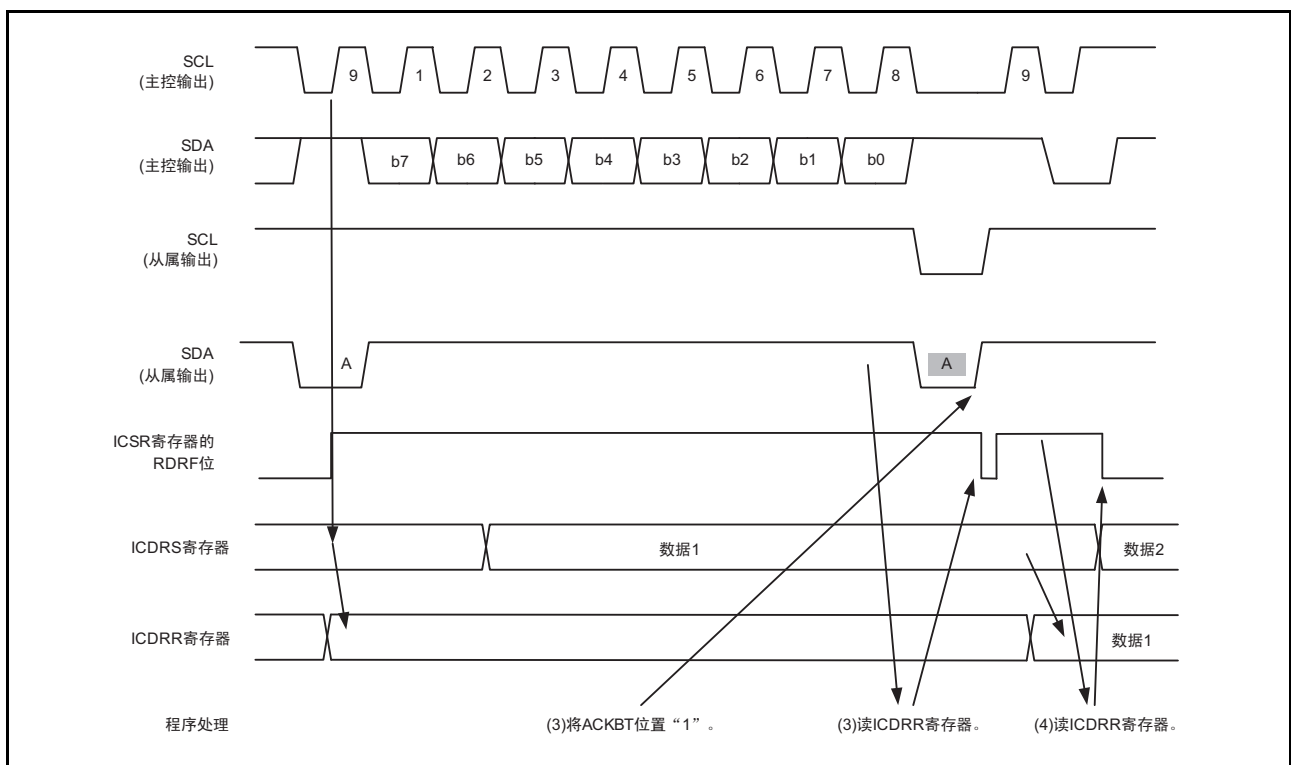 SCL
(主控输出)
9 1 2 3 4 5 6 7 8 9
SDA
(主控输出)
b7 b6 b5 b4 b3 b2 b1 b0
SCL
(从属输出)
SDA
(从属输出)
A A
ICSR寄存器的
RDRF位
ICDRS寄存器
数据1 数据2
ICDRR寄存器
数据1
程序处理
(3)将ACKBT位置“1”。 (3)读ICDRR寄存器。 (4)读ICDRR寄存器。